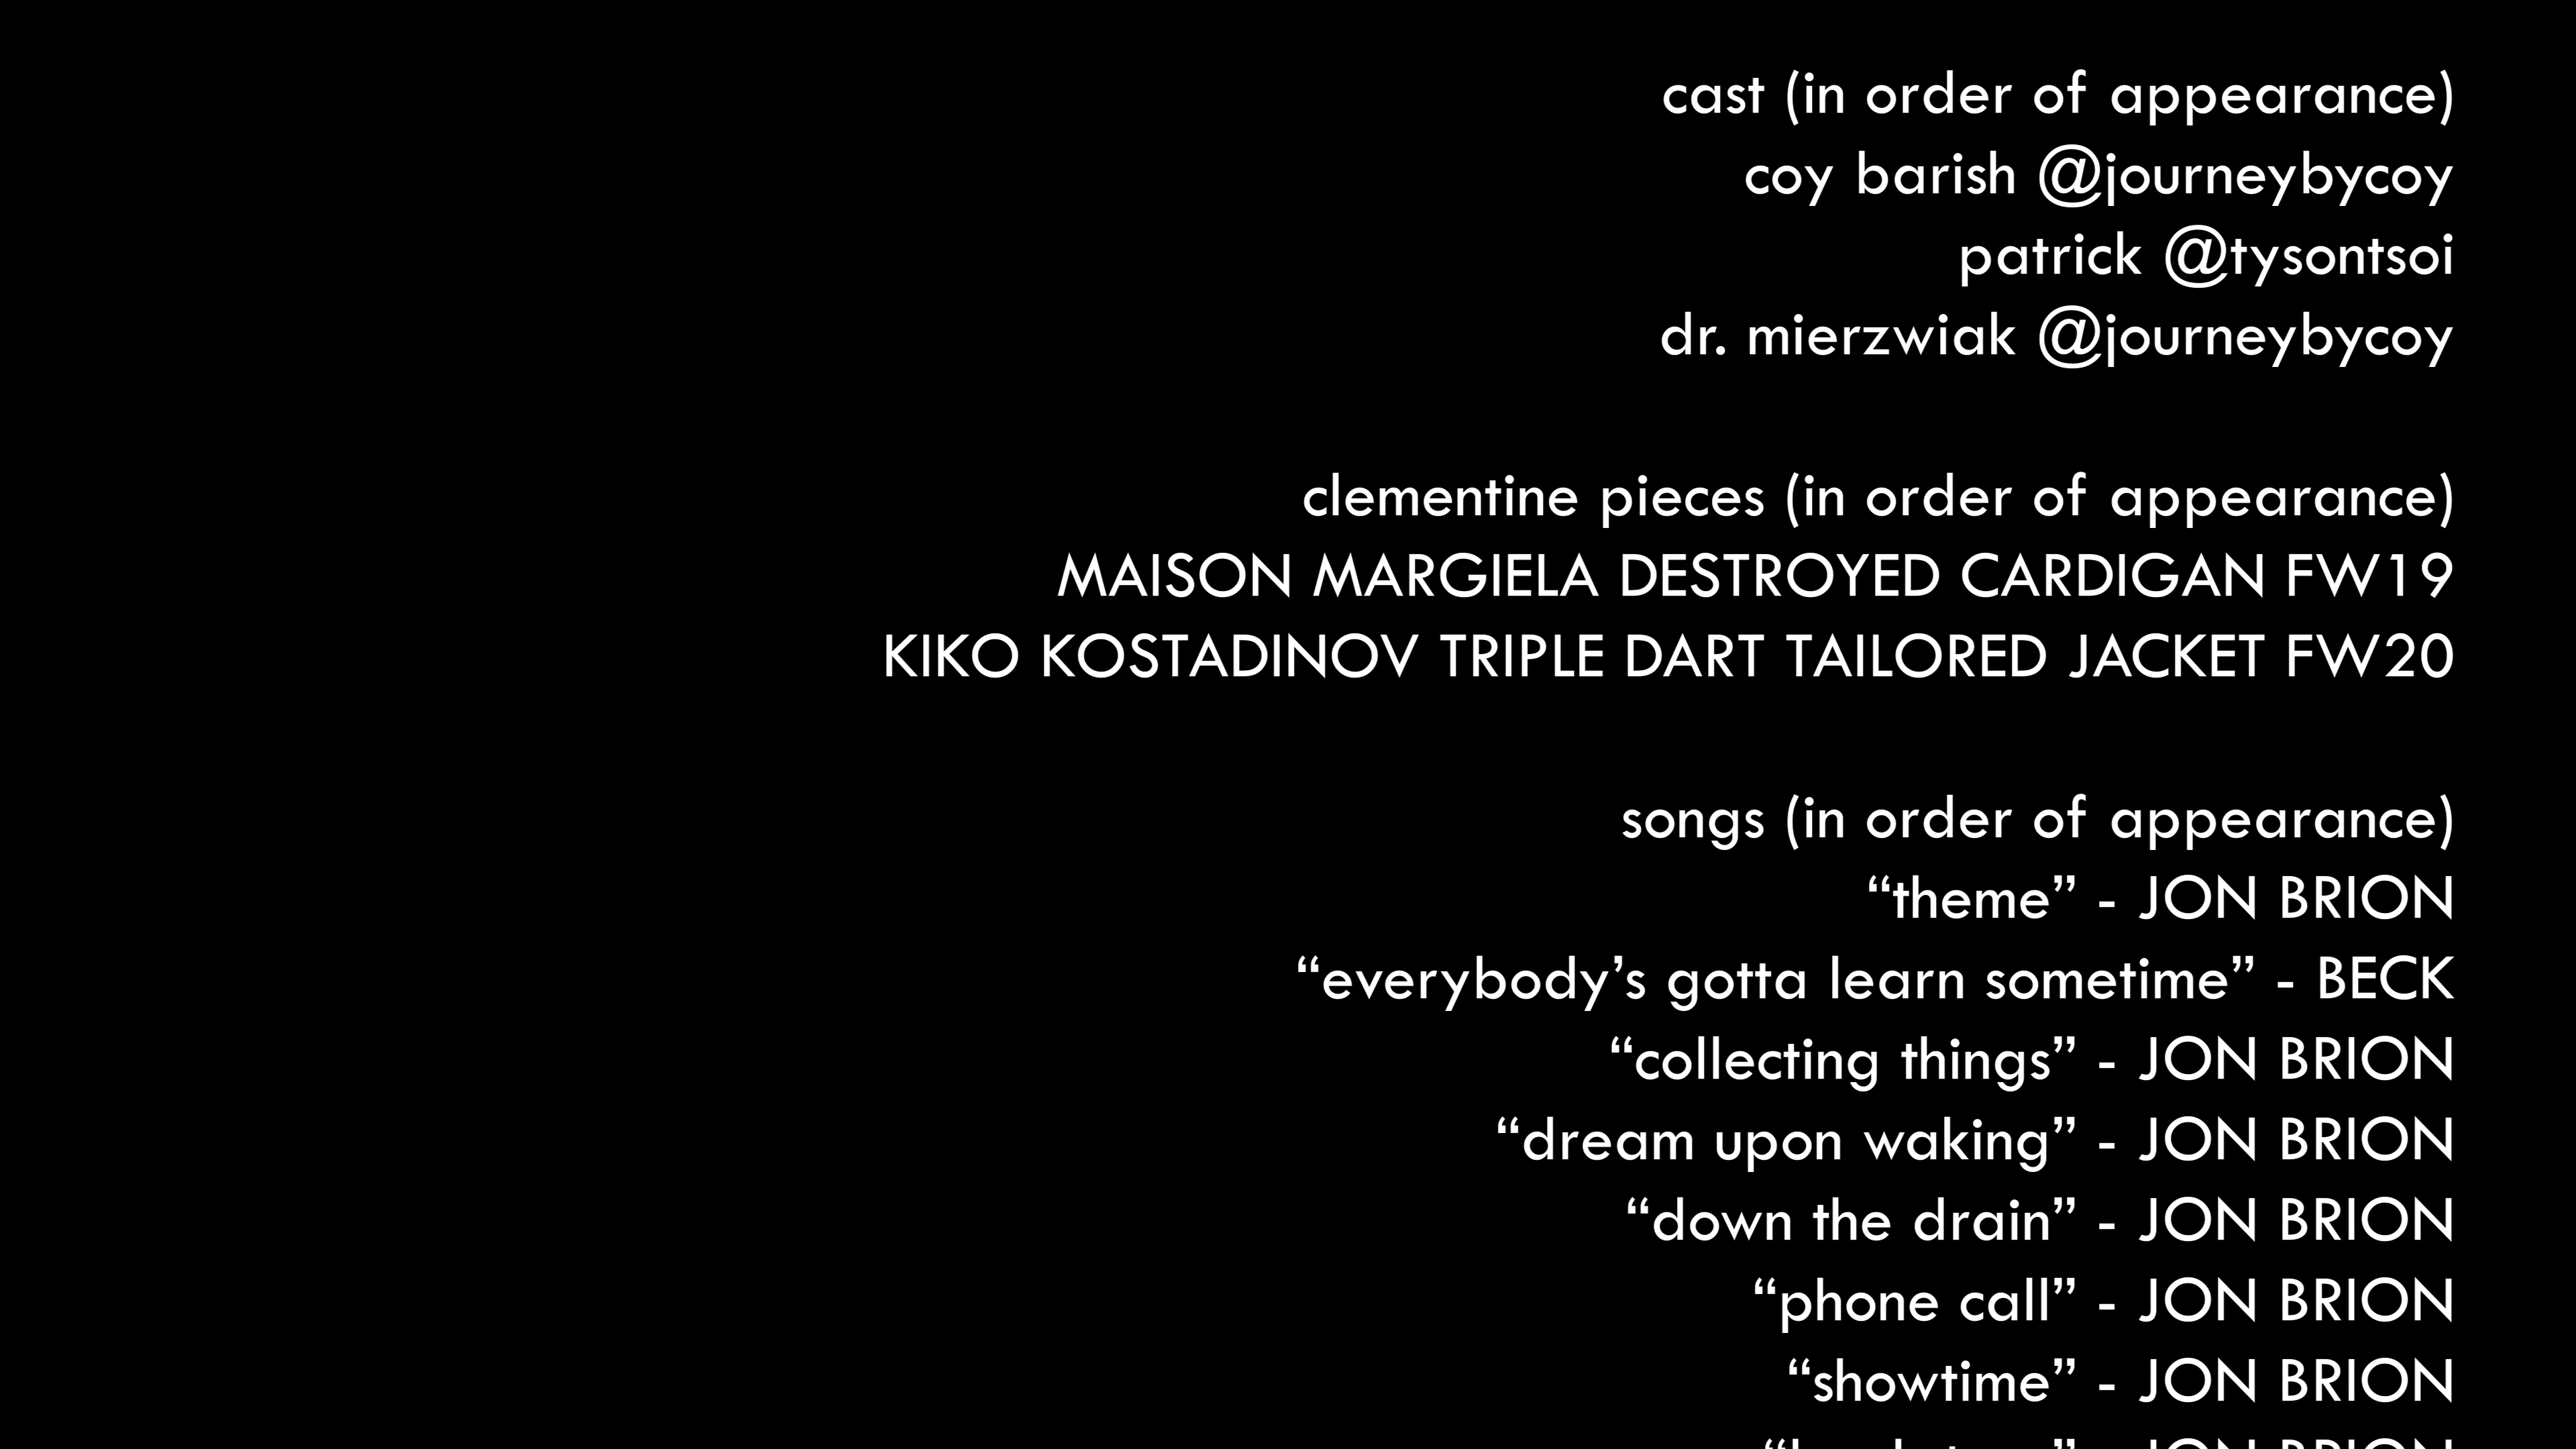 cast (in order of appearance)
coy barish @journeybycoy
patrick @tysontsoi
dr. mierzwiak @journeybycoy
clementine pieces (in order of appearance)
MAISON MARGIELA DESTROYED CARDIGAN FW19
KIKO KOSTADINOV TRIPLE DART TAILORED JACKET FW20
songs (in order of appearance)
“theme” - JON BRION
“everybody’s gotta learn sometime” - BECK
“collecting things” - JON BRION
“dream upon waking” - JON BRION
“down the drain” - JON BRION
“phone call” - JON BRION
“showtime” - JON BRION
JON BRION